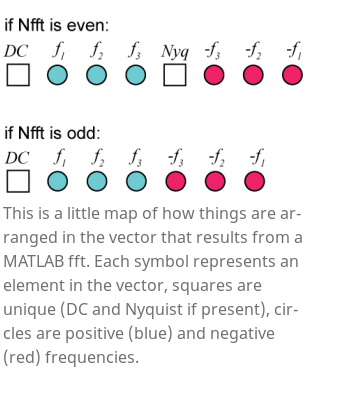 if Nfft is even:
DC f1 f2 f3 Nyq -f3 -f2 -f1
if Nfft is odd:
DC f1 f2 f3 -f3 -f2 -f1
This is a little map of how things are ar-
ranged in the vector that results from a
MATLAB fft. Each symbol represents an
element in the vector, squares are
unique (DC and Nyquist if present), cir-
cles are positive (blue) and negative
(red) frequencies.